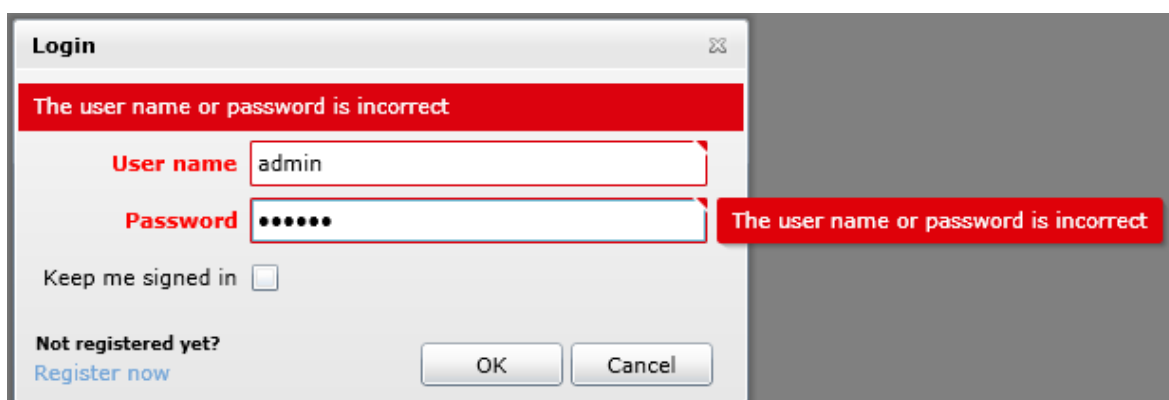 Login
The user name or password is incorrect
User name admin
Password ●●●●●● The user name or password is incorrect
Keep me signed in
Not registered yet?
Register now
OK Cancel